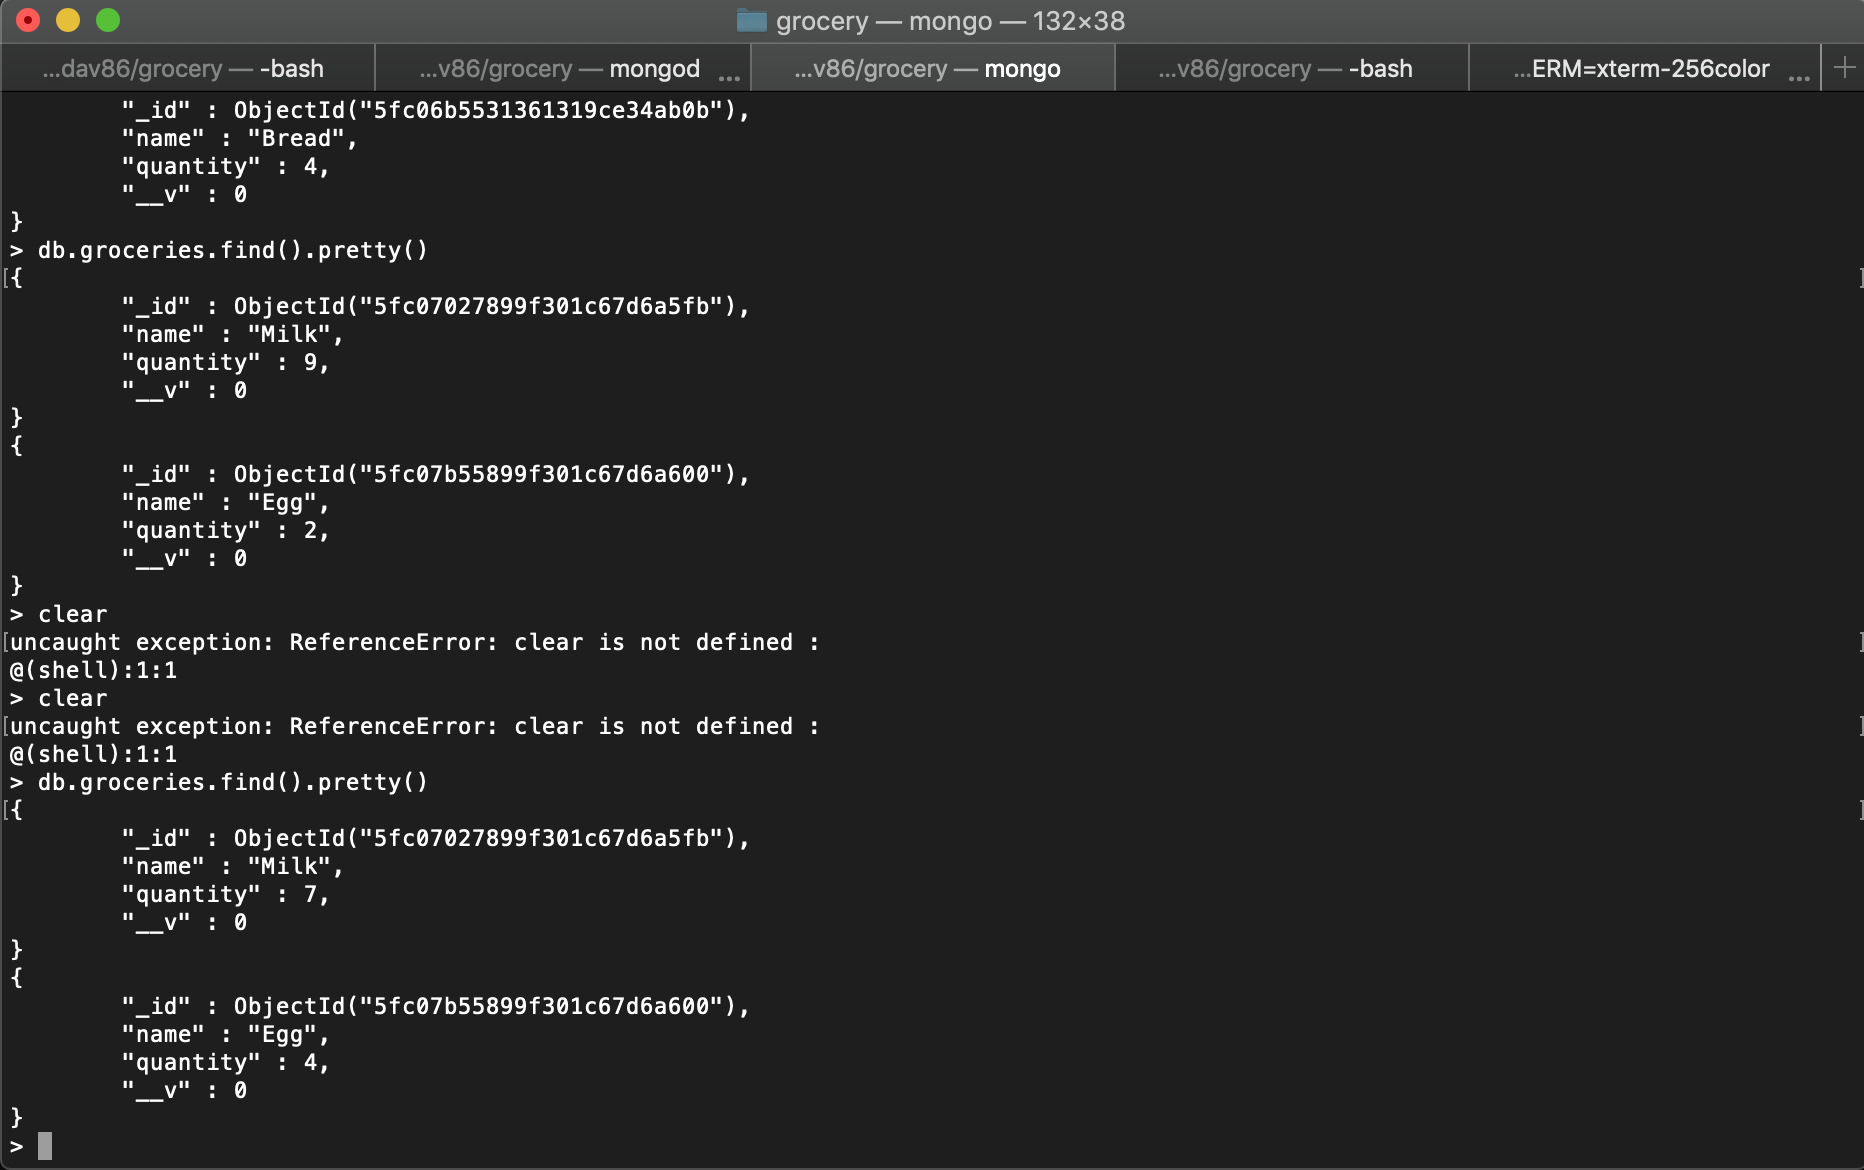 grocery — mongo — 132×38
...dav86/grocery — -bash
...v86/grocery — mongod ...
...v86/grocery — mongo
...v86/grocery — -bash
...ERM=xterm-256color ...
"_id" : ObjectId("5fc06b5531361319ce34ab0b"),
"name" : "Bread",
"quantity" : 4,
"__v" : 0
}
> db.groceries.find().pretty()
[{ ]
"_id" : ObjectId("5fc07027899f301c67d6a5fb"),
"name" : "Milk",
"quantity" : 9,
"__v" : 0
}
{
"_id" : ObjectId("5fc07b55899f301c67d6a600"),
"name" : "Egg",
"quantity" : 2,
"__v" : 0
}
> clear
[uncaught exception: ReferenceError: clear is not defined : ]
@(shell):1:1
> clear
[uncaught exception: ReferenceError: clear is not defined : ]
@(shell):1:1
> db.groceries.find().pretty()
[{ ]
"_id" : ObjectId("5fc07027899f301c67d6a5fb"),
"name" : "Milk",
"quantity" : 7,
"__v" : 0
}
{
"_id" : ObjectId("5fc07b55899f301c67d6a600"),
"name" : "Egg",
"quantity" : 4,
"__v" : 0
}
>